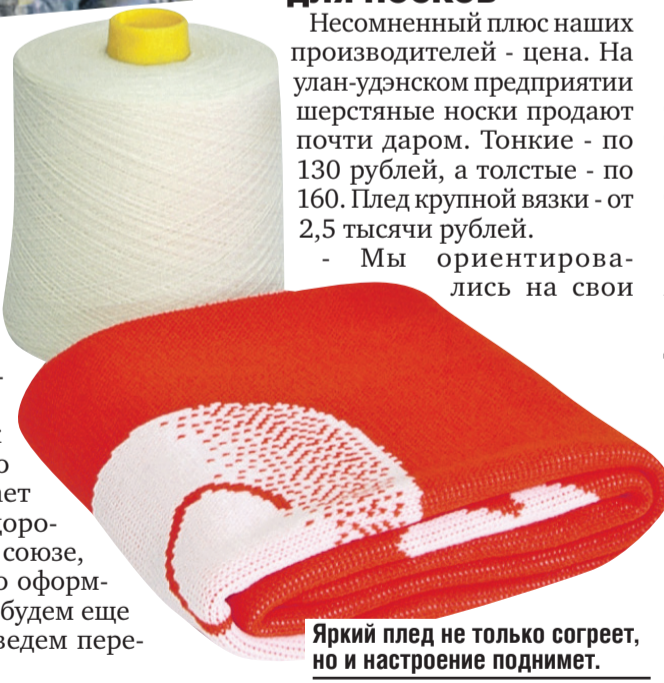 ДЛЯ НОСКОВ
Несомненный плюс наших
производителей - цена. На
улан-удэнском предприятии
шерстяные носки продают
почти даром. Тонкие - по
130 рублей, а толстые - по
160. Плед крупной вязки - от
2,5 тысячи рублей.
- Мы ориентирова-
лись на свои
союзе,
о оформ-
будем еще
ведем пере-
Яркий плед не только согреет,
но и настроение поднимет.